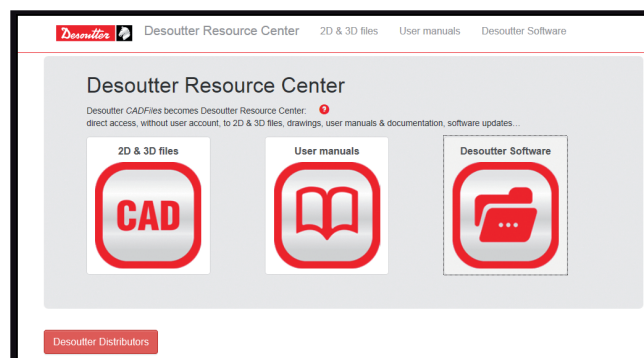 Desoutter Desoutter Resource Center 2D & 3D files User manuals Desoutter Software
Desoutter Resource Center
Desoutter CADFiles becomes Desoutter Resource Center: ?
direct access, without user account, to 2D & 3D files, drawings, user manuals & documentation, software updates…
2D & 3D files User manuals Desoutter Software
CAD
Desoutter Distributors